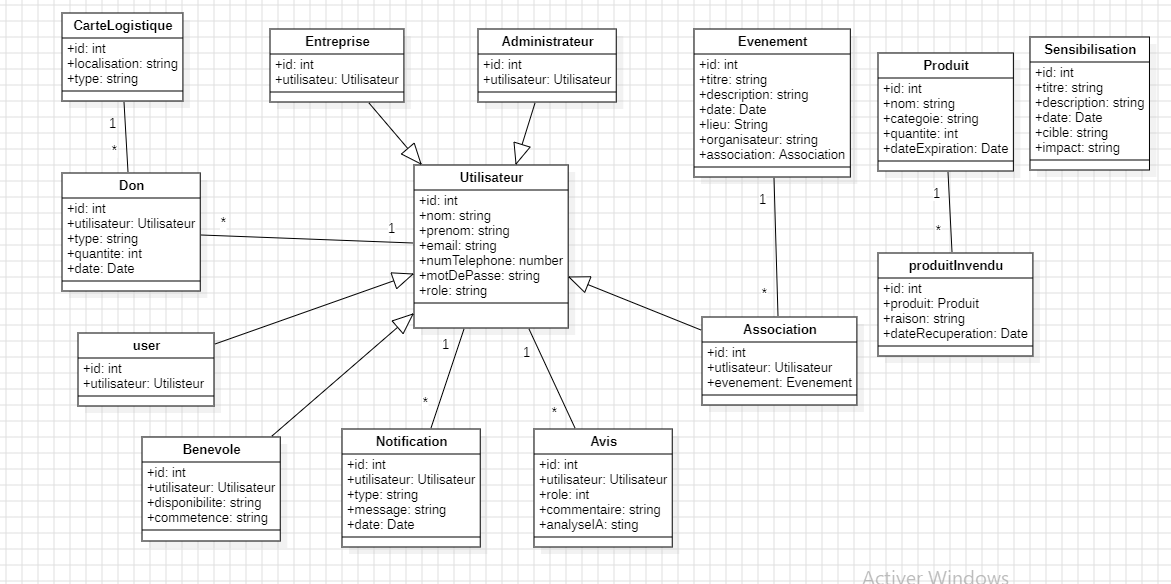 CarteLogistique
+id: int
+localisation: string
+type: string
Entreprise
+id: int
+utilisateu: Utilisateur
Administrateur
+id: int
+utilisateur: Utilisateur
Evenement
+id: int
+titre: string
+description: string
+date: Date
+lieu: String
+organisateur: string
+association: Association
Produit
+id: int
+nom: string
+categoie: string
+quantite: int
+dateExpiration: Date
Sensibilisation
+id: int
+titre: string
+description: string
+date: Date
+cible: string
+impact: string
1
*
Don
+id: int
+utilisateur: Utilisateur
+type: string
+quantite: int
+date: Date
*
1
Utilisateur
+id: int
+nom: string
+prenom: string
+email: string
+numTelephone: number
+motDePasse: string
+role: string
1
*
1
*
produitInvendu
+id: int
+produit: Produit
+raison: string
+dateRecuperation: Date
Association
+id: int
+utlisateur: Utilisateur
+evenement: Evenement
user
+id: int
+utilisateur: Utilisteur
1
*
1
*
Benevole
+id: int
+utilisateur: Utilisateur
+disponibilite: string
+commetence: string
Notification
+id: int
+utilisateur: Utilisateur
+type: string
+message: string
+date: Date
Avis
+id: int
+utilisateur: Utilisateur
+role: int
+commentaire: string
+analyseIA: sting
Activer Windows